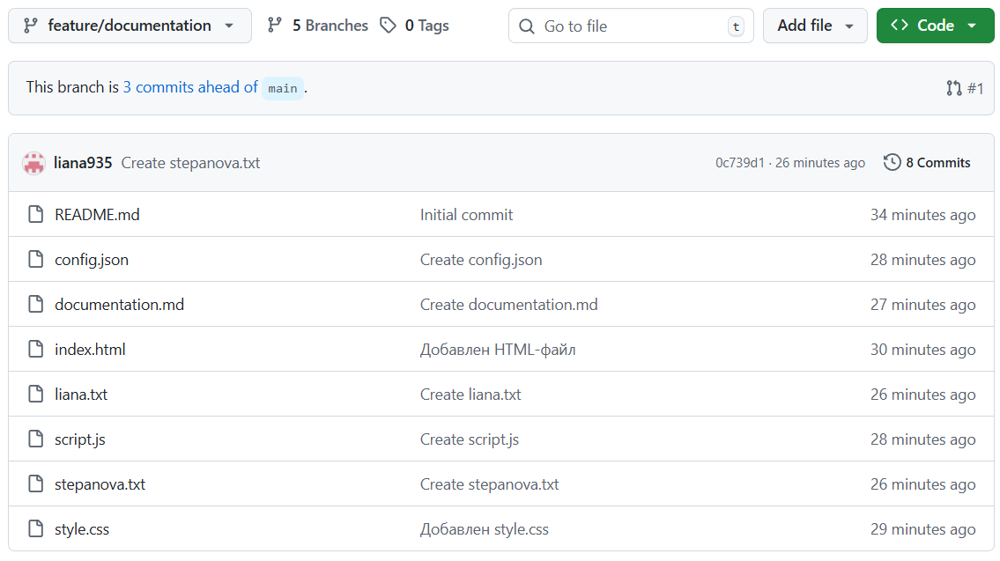 feature/documentation 5 Branches 0 Tags Go to file t Add file Code
This branch is 3 commits ahead of main . #1
liana935 Create stepanova.txt 0c739d1 · 26 minutes ago 8 Commits
README.md Initial commit 34 minutes ago
config.json Create config.json 28 minutes ago
documentation.md Create documentation.md 27 minutes ago
index.html Добавлен HTML-файл 30 minutes ago
liana.txt Create liana.txt 26 minutes ago
script.js Create script.js 28 minutes ago
stepanova.txt Create stepanova.txt 26 minutes ago
style.css Добавлен style.css 29 minutes ago